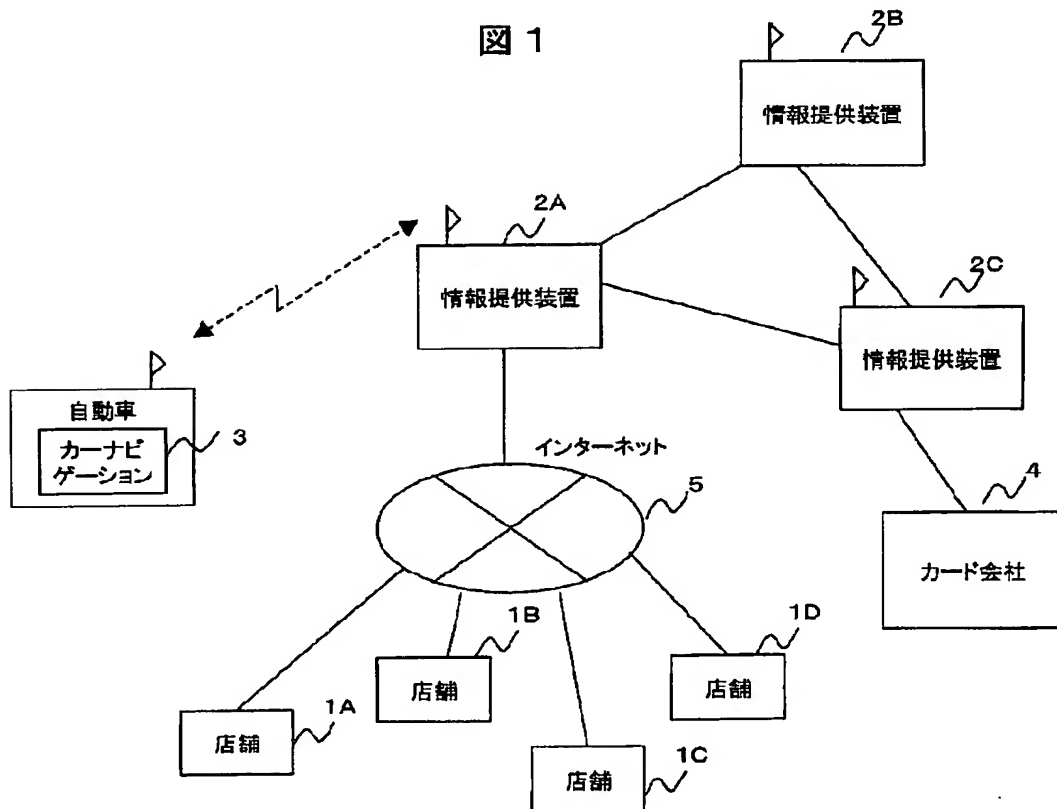 図1
2B
情報提供装置
2A
情報提供装置
2C
情報提供装置
自動車
カーナビ
ゲーション
3
インターネット
5
4
カード会社
1B
店舗
1D
店舗
1A
店舗
1C
店舗